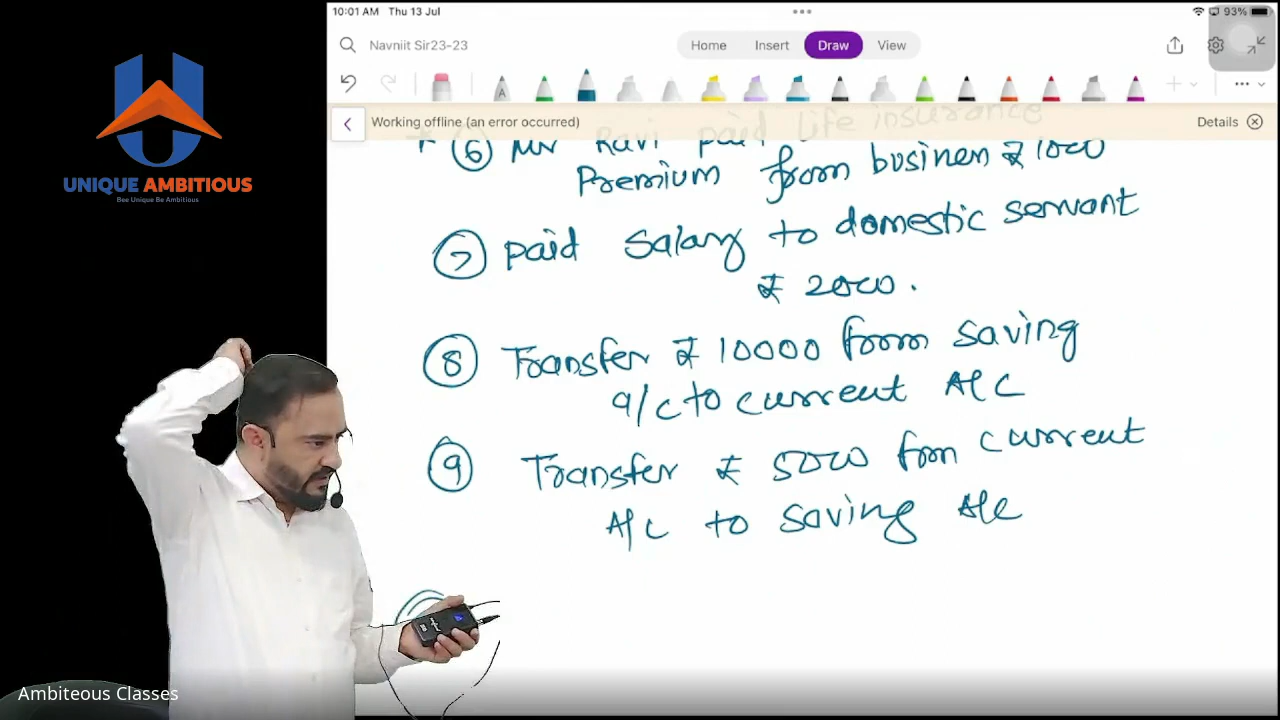 10:01 AM Thu 13 Jul
93%
Navniit Sir23-23
Home Insert Draw View
Working offline (an error occurred)
Details
UNIQUE AMBITIOUS
Bee Unique Be Ambitious
6 Mr Ravi paid life insurance
Premium from businen ₹ 1000
7 paid salary to domestic servant
₹ 2000.
8 Transfer ₹ 10000 from saving
a/c to current A/C
9 Transfer ₹ 5000 from current
A/C to saving A/C
Ambiteous Classes